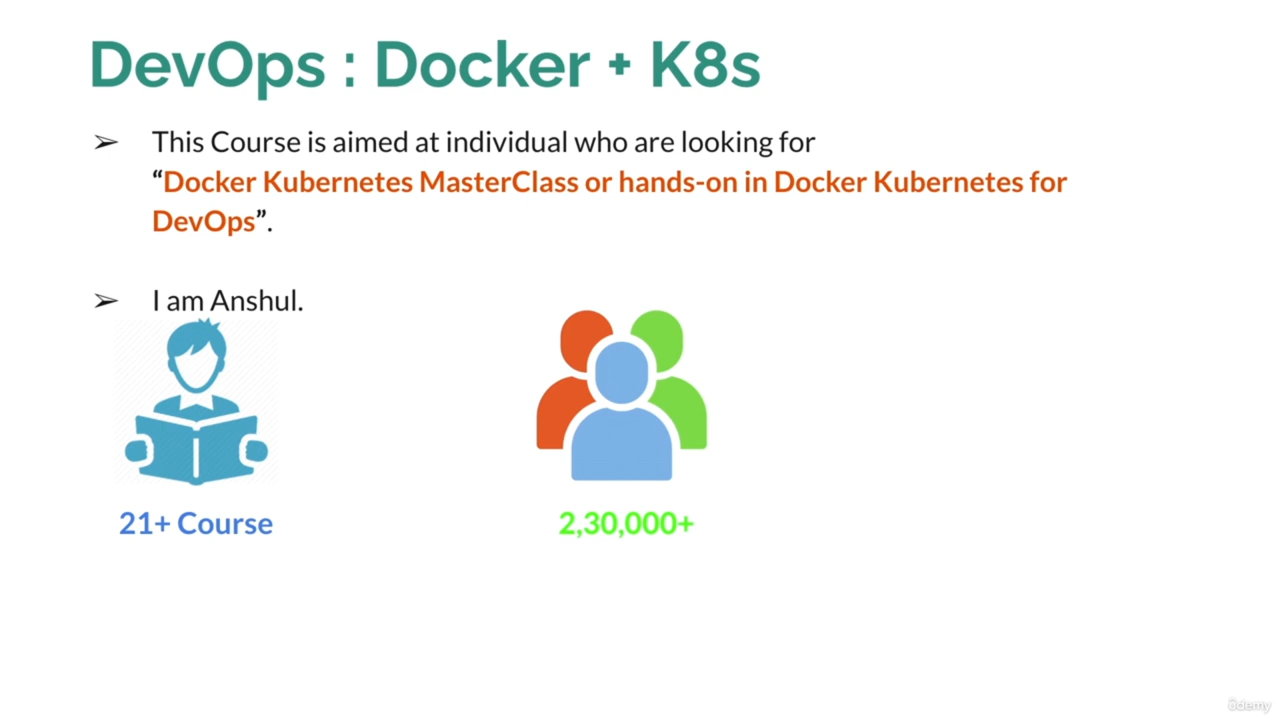 DevOps : Docker + K8s
➢ This Course is aimed at individual who are looking for
“Docker Kubernetes MasterClass or hands-on in Docker Kubernetes for
DevOps”.
➢ I am Anshul.
21+ Course
2,30,000+
ûdemy